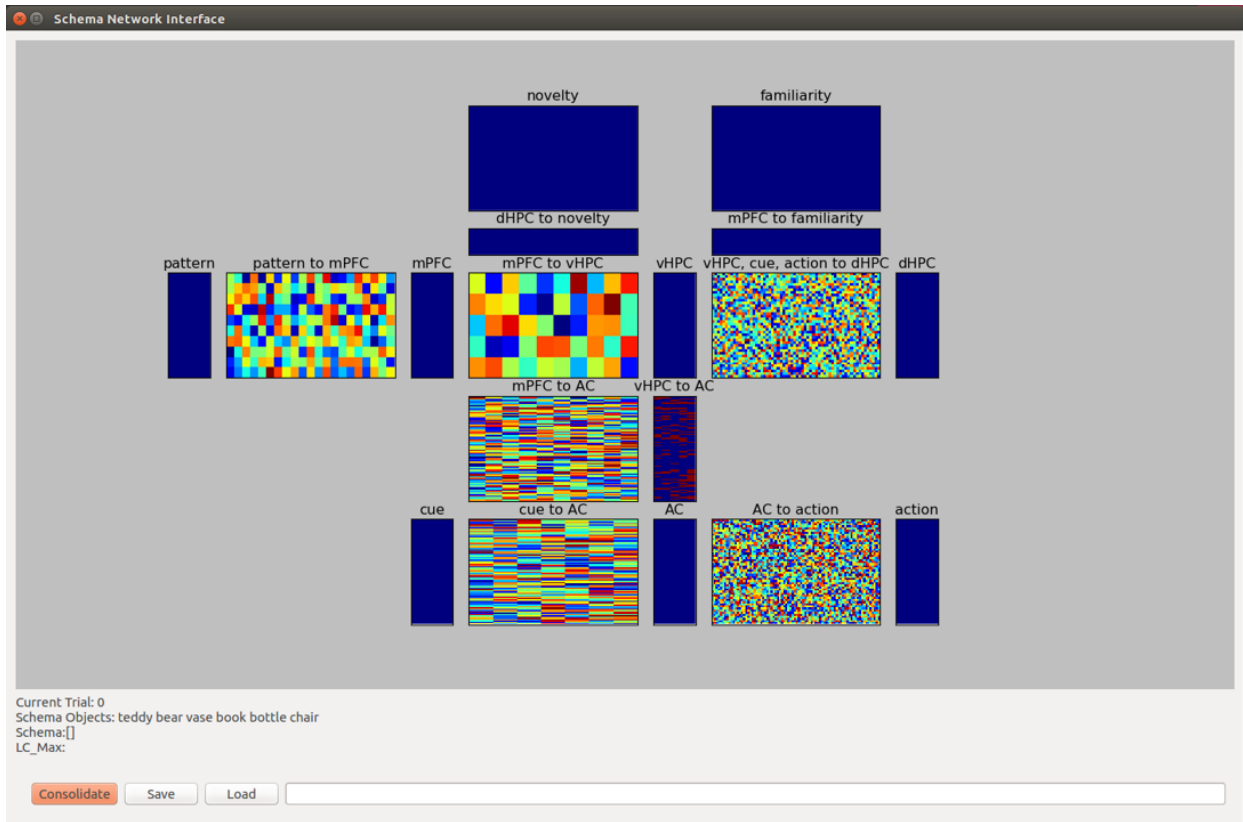 Schema Network Interface
novelty familiarity
dHPC to novelty mPFC to familiarity
pattern pattern to mPFC mPFC mPFC to vHPC vHPC vHPC, cue, action to dHPC dHPC
mPFC to AC vHPC to AC
cue cue to AC AC AC to action action
Current Trial: 0
Schema Objects: teddy bear vase book bottle chair
Schema:[]
LC_Max:
Consolidate Save Load